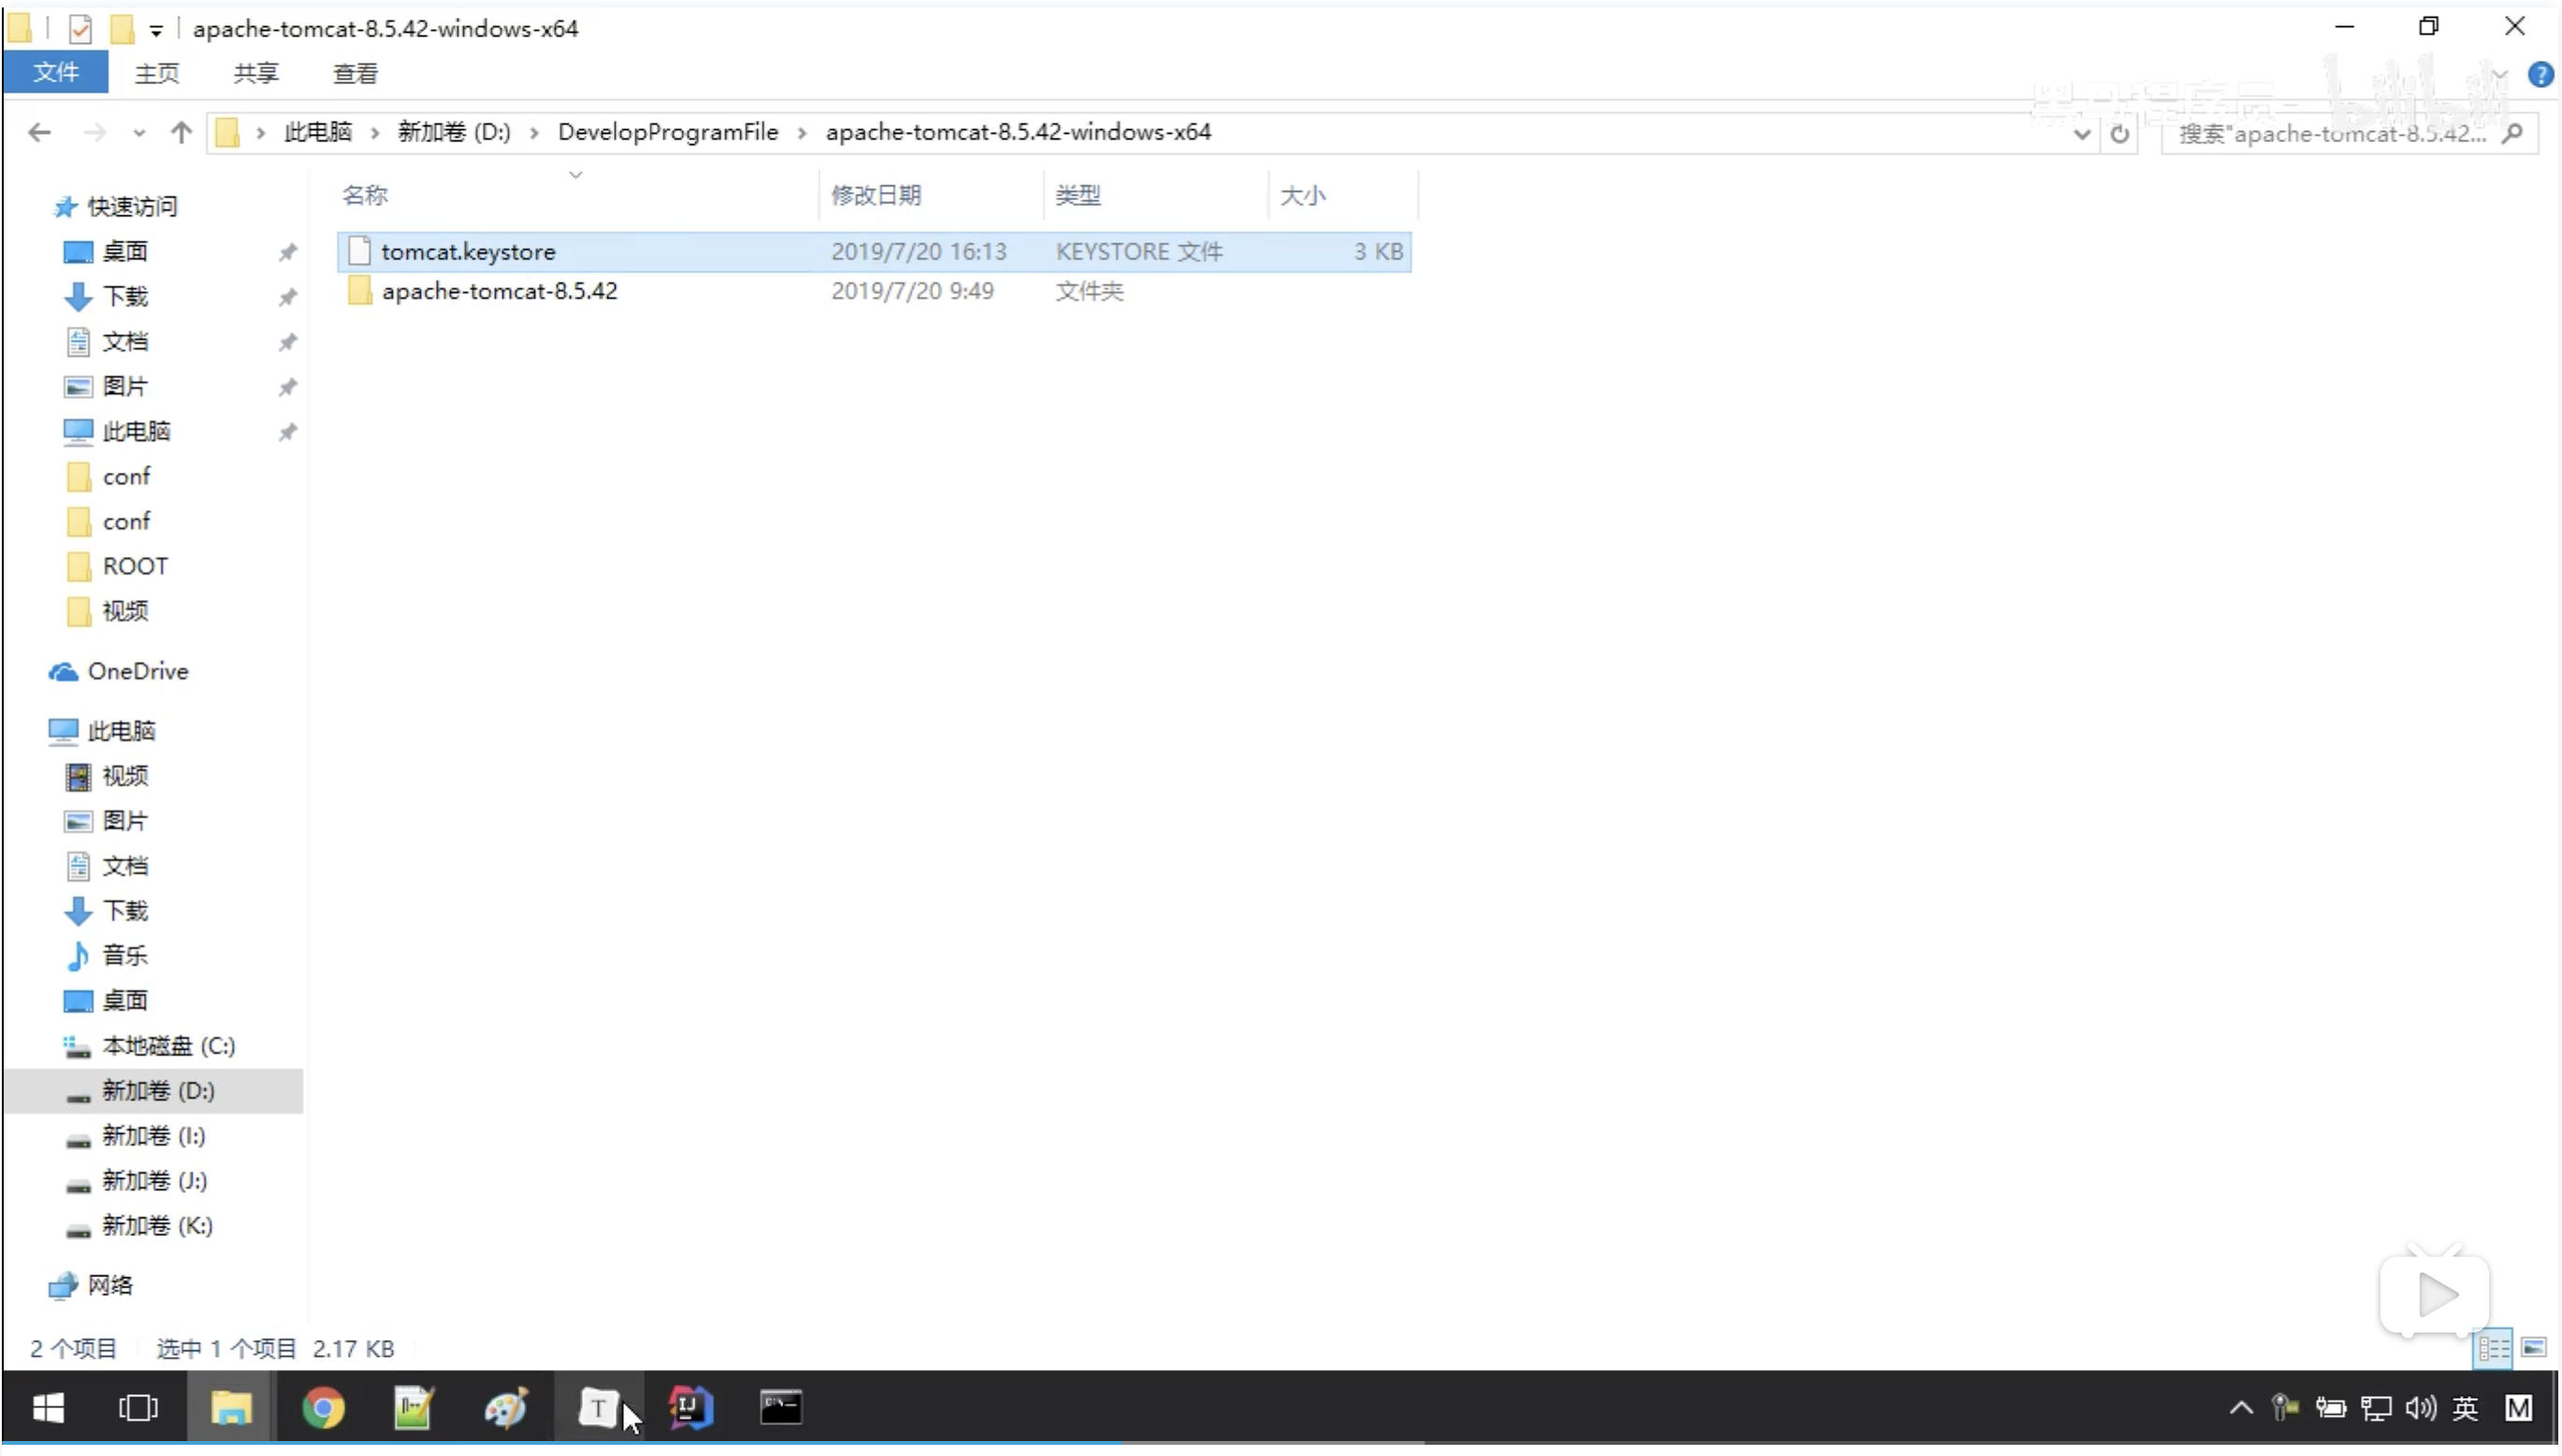 apache-tomcat-8.5.42-windows-x64
文件 主页 共享 查看
黑马程序员- bilibili
此电脑 新加卷 (D:) DevelopProgramFile apache-tomcat-8.5.42-windows-x64 搜索"apache-tomcat-8.5.42...
名称 修改日期 类型 大小
tomcat.keystore 2019/7/20 16:13 KEYSTORE 文件 3 KB
apache-tomcat-8.5.42 2019/7/20 9:49 文件夹
快速访问
桌面
下载
文档
图片
此电脑
conf
conf
ROOT
视频
OneDrive
此电脑
视频
图片
文档
下载
音乐
桌面
本地磁盘 (C:)
新加卷 (D:)
新加卷 (I:)
新加卷 (J:)
新加卷 (K:)
网络
2 个项目 选中 1 个项目 2.17 KB
T IJ 英 M